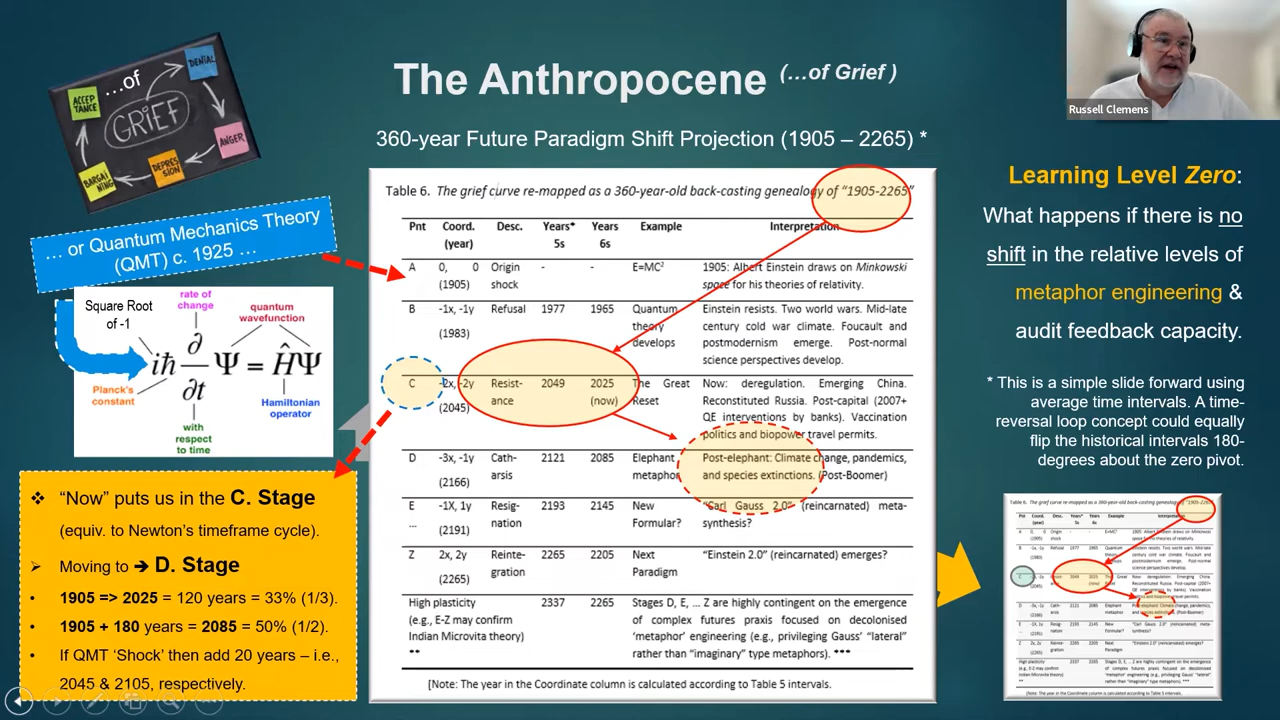 The Anthropocene (…of Grief )
360-year Future Paradigm Shift Projection (1905 – 2265) *
Russell Clemens
…of
GRIEF
DENIAL
ANGER
DEPRES
SION
BARGAI
NING
ACCEP
TANCE
… or Quantum Mechanics Theory
(QMT) c. 1925 …
Square Root
of -1
rate of
change
quantum
wavefunction
iħ ∂/∂t Ψ = ĤΨ
Planck's
constant
Hamiltonian
operator
with
respect
to time
❖ “Now” puts us in the C. Stage
(equiv. to Newton’s timeframe cycle).
➢ Moving to ➔ D. Stage
• 1905 => 2025 = 120 years = 33% (1/3).
• 1905 + 180 years = 2085 = 50% (1/2).
• If QMT ‘Shock’ then add 20 years – i.e.,
2045 & 2105, respectively.
Table 6. The grief curve re-mapped as a 360-year-old back-casting genealogy of “1905-2265”
Pnt Coord. Desc. Years* Years Example Interpretation
(year) 5s 6s
A 0, 0 Origin - - E=MC² 1905: Albert Einstein draws on Minkowski
(1905) shock space for his theories of relativity.
B -1x, -1y Refusal 1977 1965 Quantum Einstein resists. Two world wars. Mid-late
theory century cold war climate. Foucault and
(1983) develops postmodernism emerge. Post-normal
science perspectives develop.
C -2x, -2y Resist- 2049 2025 The Great Now: deregulation. Emerging China.
ance (now) Reset Reconstituted Russia. Post-capital (2007+
(2045) QE interventions by banks). Vaccination
politics and biopower travel permits.
D -3x, -1y Cath- 2121 2085 Elephant Post-elephant: Climate change, pandemics,
arsis metaphor and species extinctions. (Post-Boomer)
(2166)
E -1X, 1y Resig- 2193 2145 New “Carl Gauss 2.0” (reincarnated) meta-
... nation Formula? synthesis?
(2193)
Z 2x, 2y Reinte- 2265 2205 Next “Einstein 2.0” (reincarnated) emerges?
gration Paradigm
(2265)
High plasticity 2337 2265 Stages D, E, ... Z are highly contingent on the emergence
(e.g., E-Z may confirm of complex futures praxis focused on decolonised
Indian Microvita theory) ‘metaphor’ engineering (e.g., privileging Gauss’ “lateral”
** rather than “imaginary” type metaphors). ***
the Coordinate column is calculated according to Table 5 intervals.
Learning Level Zero:
What happens if there is no
shift in the relative levels of
metaphor engineering &
audit feedback capacity.
* This is a simple slide forward using
average time intervals. A time-
reversal loop concept could equally
flip the historical intervals 180-
degrees about the zero pivot.